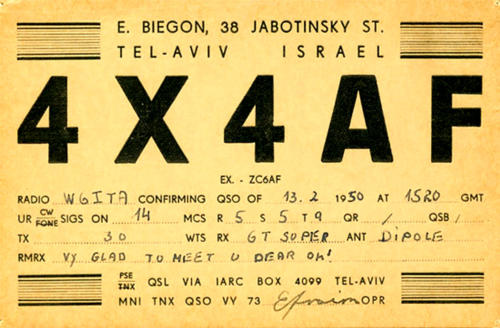 E. BIEGON, 38 JABOTINSKY ST.
TEL-AVIV ISRAEL
4X4AF
EX. - ZC6AF
RADIO W6ITA CONFIRMING QSO OF 13.2 1950 AT 1520 GMT
UR CW FONE SIGS ON 14 MCS R 5 S 5 T 9 QR / QSB /
TX 30 WTS RX 6T SUPER ANT DIPOLE
RMRX VY GLAD TO MEET U DEAR OM!
PSE TNX QSL VIA IARC BOX 4099 TEL-AVIV
MNI TNX QSO VY 73 Efraim OPR